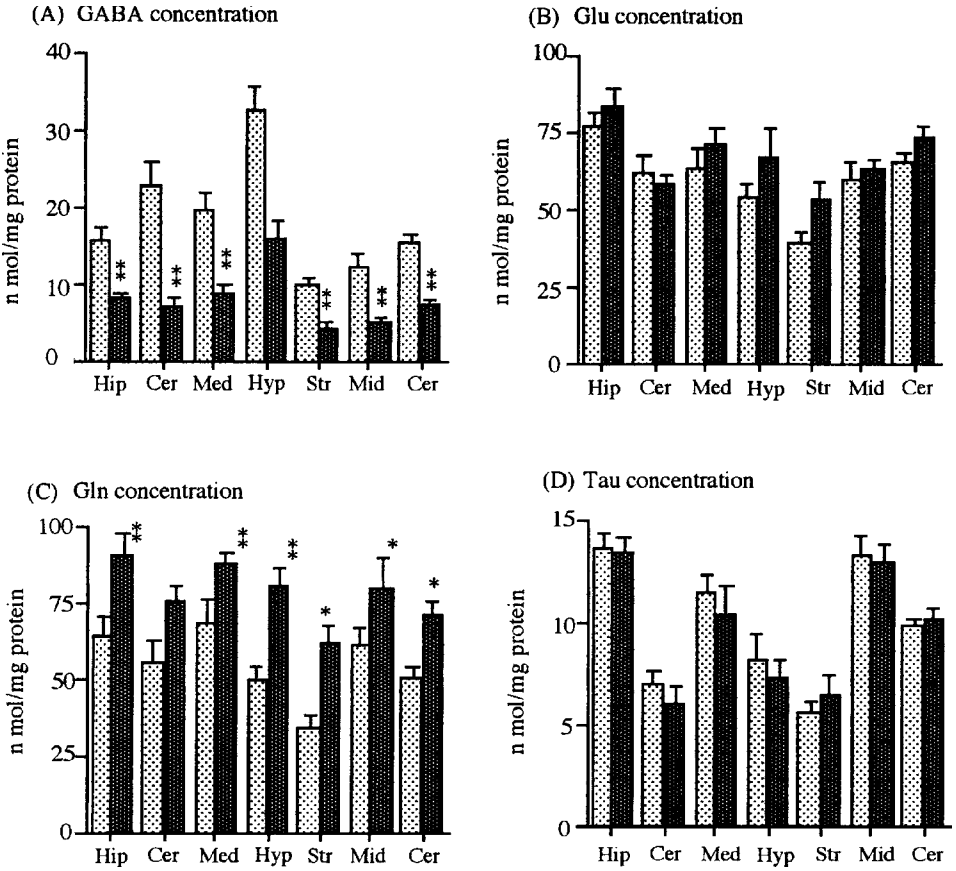 (A) GABA concentration
40
30
20
10
0
n mol/mg protein
** ** ** ** ** **
Hip Cer Med Hyp Str Mid Cer
(B) Glu concentration
100
75
50
25
0
n mol/mg protein
Hip Cer Med Hyp Str Mid Cer
(C) Gln concentration
100
75
50
25
0
n mol/mg protein
** ** ** * * *
Hip Cer Med Hyp Str Mid Cer
(D) Tau concentration
15
10
5
0
n mol/mg protein
Hip Cer Med Hyp Str Mid Cer